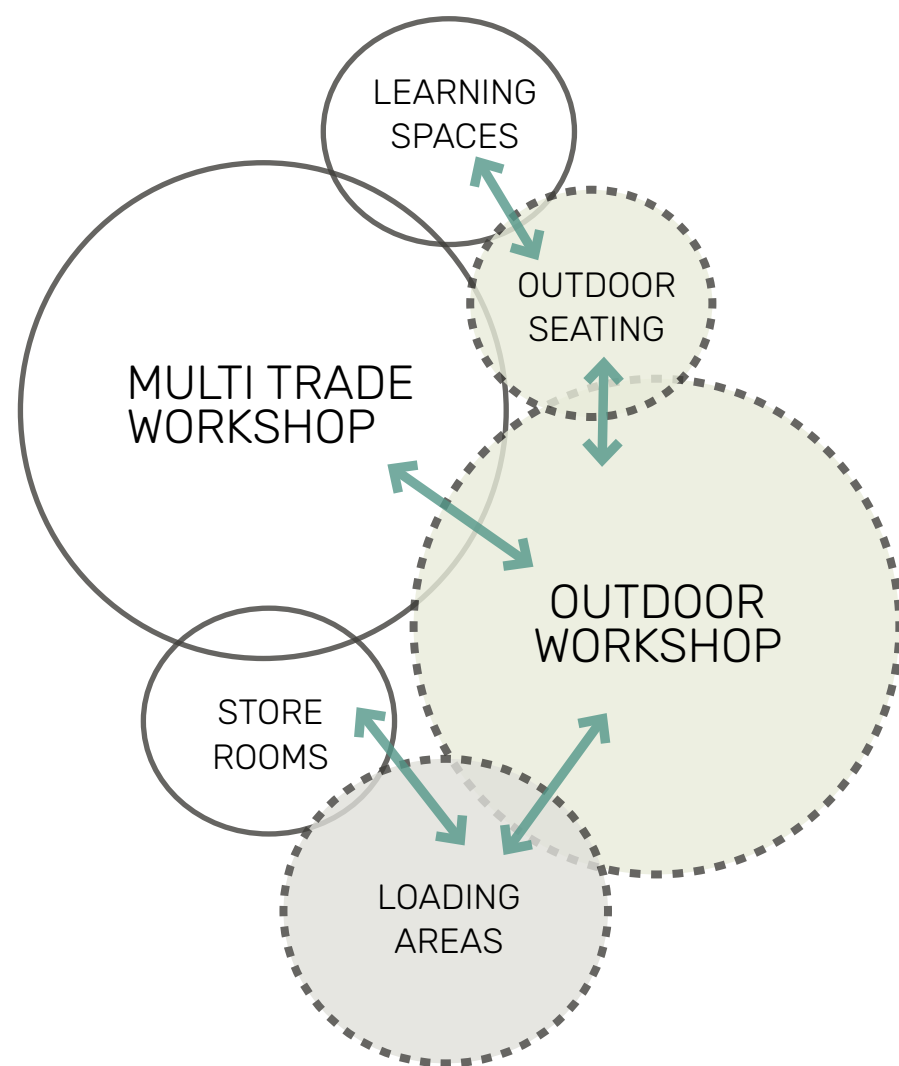 LEARNING
SPACES
OUTDOOR
SEATING
MULTI TRADE
WORKSHOP
OUTDOOR
WORKSHOP
STORE
ROOMS
LOADING
AREAS